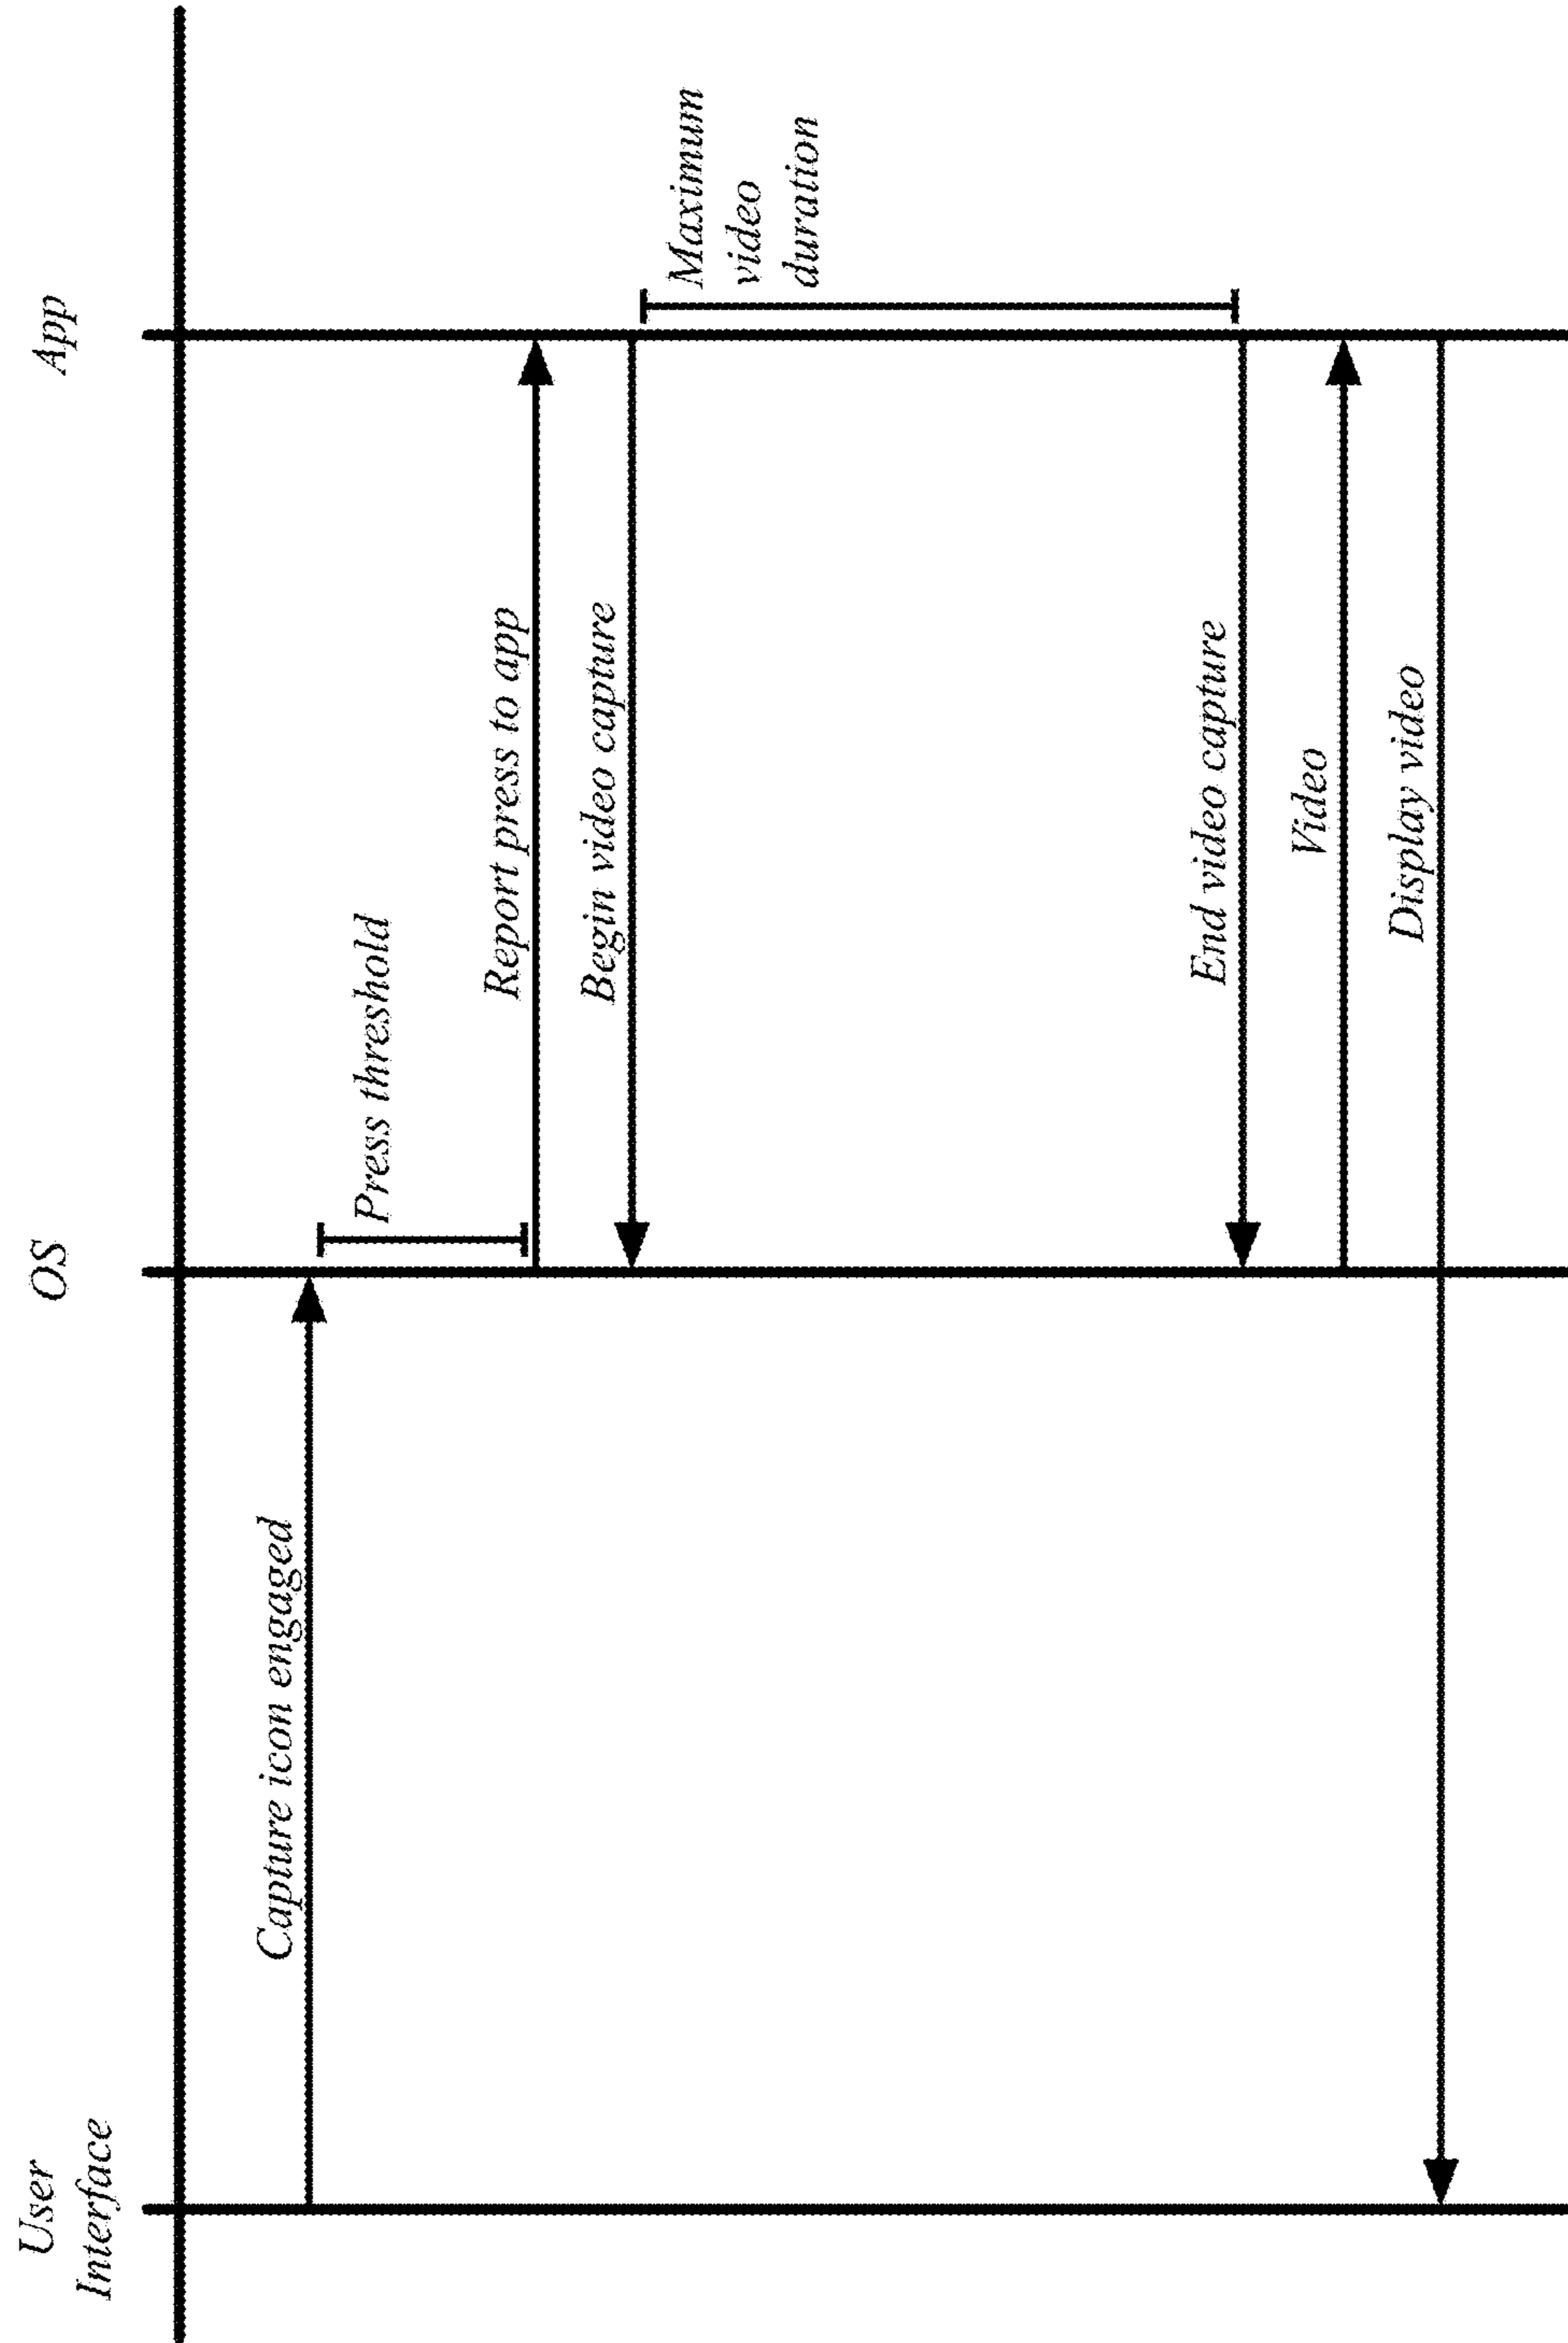 User
Interface
OS
App
Capture icon engaged
Press threshold
Report press to app
Begin video capture
Maximum
video
duration
End video capture
Video
Display video